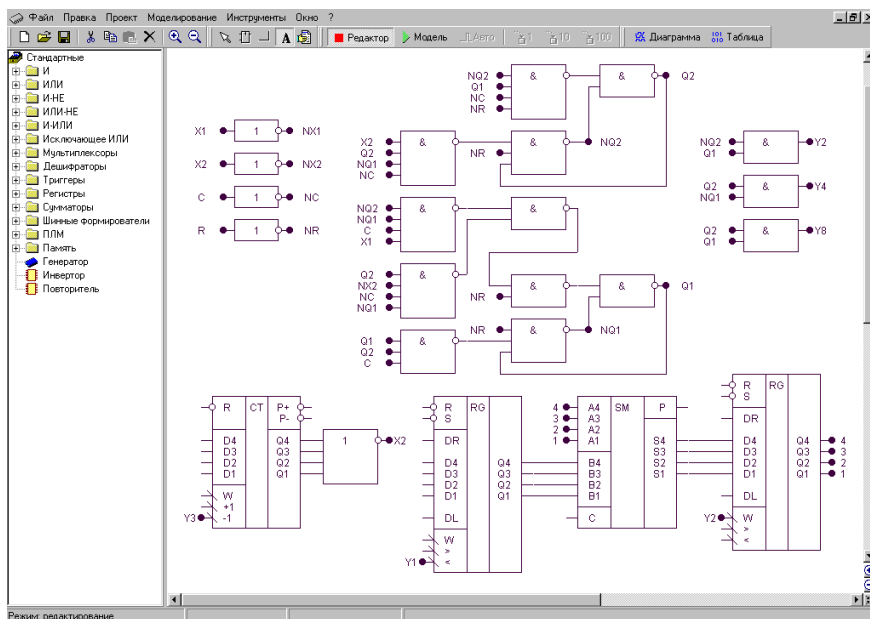 Файл Правка Проект Моделирование Инструменты Окно ?
Редактор Модель Авто 1 10 100 Диаграмма Таблица
Стандартные
И
ИЛИ
И-НЕ
ИЛИ-НЕ
И-ИЛИ
Исключающее ИЛИ
Мультиплексоры
Дешифраторы
Триггеры
Регистры
Сумматоры
Шинные формирователи
ПЛМ
Память
Генератор
Инвертор
Повторитель
X1 1 NX1
X2 1 NX2
C 1 NC
R 1 NR
NQ2 & & Q2
Q1
NC
NR
X2 & NR & NQ2
Q2
NQ1
NC
NQ2 & &
NQ1
C
X1
Q2 & NR & & Q1
NX2
NC
NQ1
Q1 & NR & NQ1
Q2
C
NQ2 & Y2
Q1
Q2 & Y4
NQ1
Q2 & Y8
Q1
R CT P+
P-
D4 Q4
D3 Q3
D2 Q2
D1 Q1
W
+1
Y3 -1
1 X2
R RG
S
DR
D4 Q4
D3 Q3
D2 Q2
D1 Q1
DL
W
>
Y1 <
4 A4 SM P
3 A3
2 A2
1 A1
B4 S4
B3 S3
B2 S2
B1 S1
C
R RG
S
DR
D4 Q4 4
D3 Q3 3
D2 Q2 2
D1 Q1 1
DL
Y2 W
>
<
Режим: редактирование